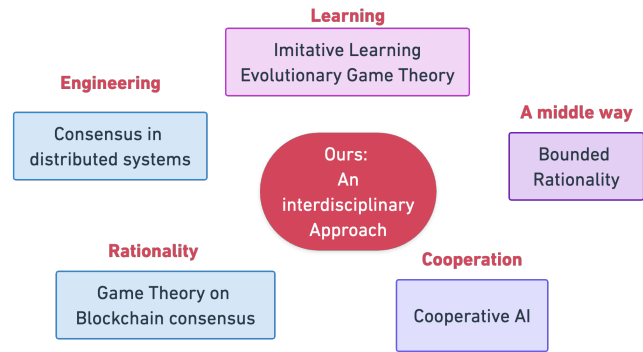 Learning
Imitative Learning
Evolutionary Game Theory
Engineering
Consensus in
distributed systems
A middle way
Bounded
Rationality
Ours:
An
interdisciplinary
Approach
Rationality
Game Theory on
Blockchain consensus
Cooperation
Cooperative AI